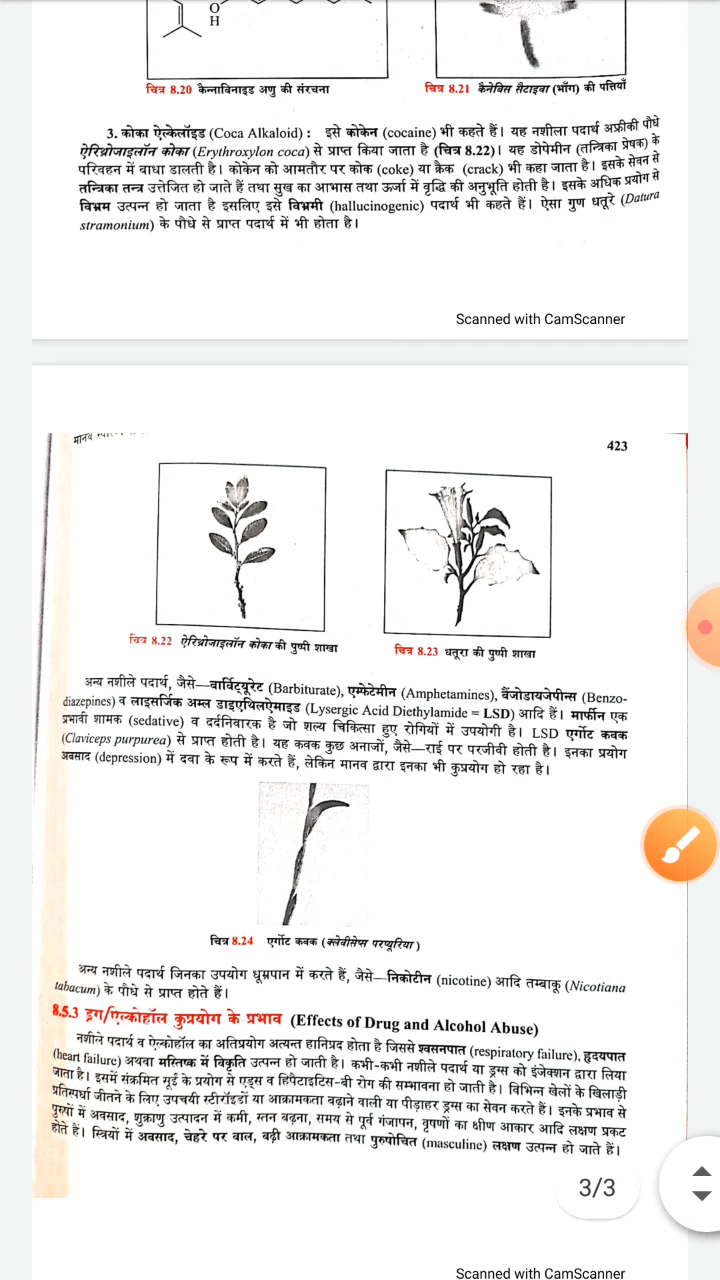 O
H
चित्र 8.20 कैन्नाविनाइड अणु की संरचना
चित्र 8.21 कैनेबिस सैटाइवा (भाँग) की पत्तियाँ
3. कोका ऐल्केलॉइड (Coca Alkaloid) : इसे कोकेन (cocaine) भी कहते हैं। यह नशीला पदार्थ अफ्रीकी पौधे
ऐरिथ्रोजाइलॉन कोका (Erythroxylon coca) से प्राप्त किया जाता है (चित्र 8.22)। यह डोपेमीन (तन्त्रिका प्रेषक) के
परिवहन में बाधा डालती है। कोकेन को आमतौर पर कोक (coke) या क्रैक (crack) भी कहा जाता है। इसके सेवन से
तन्त्रिका तन्त्र उत्तेजित हो जाते हैं तथा सुख का आभास तथा ऊर्जा में वृद्धि की अनुभूति होती है। इसके अधिक प्रयोग से
विभ्रम उत्पन्न हो जाता है इसलिए इसे विभ्रमी (hallucinogenic) पदार्थ भी कहते हैं। ऐसा गुण धतूरे (Datura
stramonium) के पौधे से प्राप्त पदार्थ में भी होता है।
Scanned with CamScanner
मानव
423
चित्र 8.22 ऐरिथ्रोजाइलॉन कोका की पुष्पी शाखा
चित्र 8.23 धतूरा की पुष्पी शाखा
अन्य नशीले पदार्थ, जैसे—बार्बिट्यूरेट (Barbiturate), एम्फेटेमीन (Amphetamines), बैंजोडायजेपीन्स (Benzo-
diazepines) व लाइसर्जिक अम्ल डाइएथिलऐमाइड (Lysergic Acid Diethylamide = LSD) आदि हैं। मार्फीन एक
प्रभावी शामक (sedative) व दर्दनिवारक है जो शल्य चिकित्सा हुए रोगियों में उपयोगी है। LSD एर्गोट कवक
(Claviceps purpurea) से प्राप्त होती है। यह कवक कुछ अनाजों, जैसे—राई पर परजीवी होती है। इनका प्रयोग
अवसाद (depression) में दवा के रूप में करते हैं, लेकिन मानव द्वारा इनका भी कुप्रयोग हो रहा है।
चित्र 8.24 एर्गोट कवक (क्लेवीसेप्स परप्यूरिया)
अन्य नशीले पदार्थ जिनका उपयोग धूम्रपान में करते हैं, जैसे—निकोटीन (nicotine) आदि तम्बाकू (Nicotiana
tabacum) के पौधे से प्राप्त होते हैं।
8.5.3 ड्रग/एल्कोहॉल कुप्रयोग के प्रभाव (Effects of Drug and Alcohol Abuse)
नशीले पदार्थ व ऐल्कोहॉल का अतिप्रयोग अत्यन्त हानिप्रद होता है जिससे श्वसनपात (respiratory failure), हृदयपात
(heart failure) अथवा मस्तिष्क में विकृति उत्पन्न हो जाती है। कभी-कभी नशीले पदार्थ या ड्रग्स को इंजेक्शन द्वारा लिया
जाता है। इसमें संक्रमित सूई के प्रयोग से एड्स व हिपैटाइटिस-बी रोग की सम्भावना हो जाती है। विभिन्न खेलों के खिलाड़ी
प्रतिस्पर्धा जीतने के लिए उपचयी स्टीरॉइडों या आक्रामकता बढ़ाने वाली या पीड़ाहर ड्रग्स का सेवन करते हैं। इनके प्रभाव से
पुरुषों में अवसाद, शुक्राणु उत्पादन में कमी, स्तन बढ़ना, समय से पूर्व गंजापन, वृषणों का क्षीण आकार आदि लक्षण प्रकट
होते हैं। स्त्रियों में अवसाद, चेहरे पर बाल, बढ़ी आक्रामकता तथा पुरुषोचित (masculine) लक्षण उत्पन्न हो जाते हैं।
3/3
Scanned with CamScanner